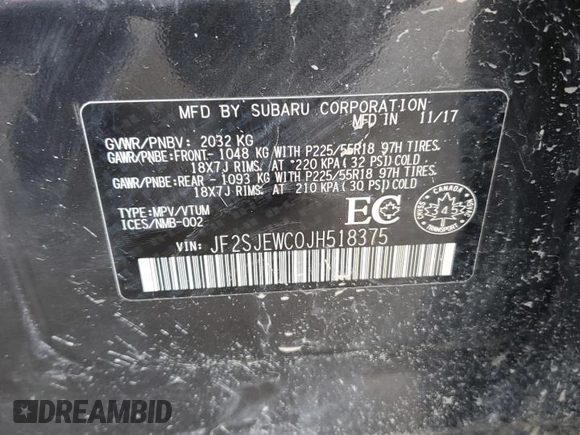 MFD BY SUBARU CORPORATION
MFD IN 11/17
GVWR/PNBV: 2032 KG
GAWR/PNBE:FRONT- 1048 KG WITH P225/55R18 97H TIRES.
18X7J RIMS. AT 220 KPA (32 PSI)COLD
GAWR/PNBE:REAR - 1093 KG WITH P225/55R18 97H TIRES.
18X7J RIMS. AT 210 KPA (30 PSI)COLD
TYPE:MPV/VTUM
ICES/NMB-002
EC
CANADA
34
TRANSPORT
VIN: JF2SJEWC0JH518375
DREAMBID